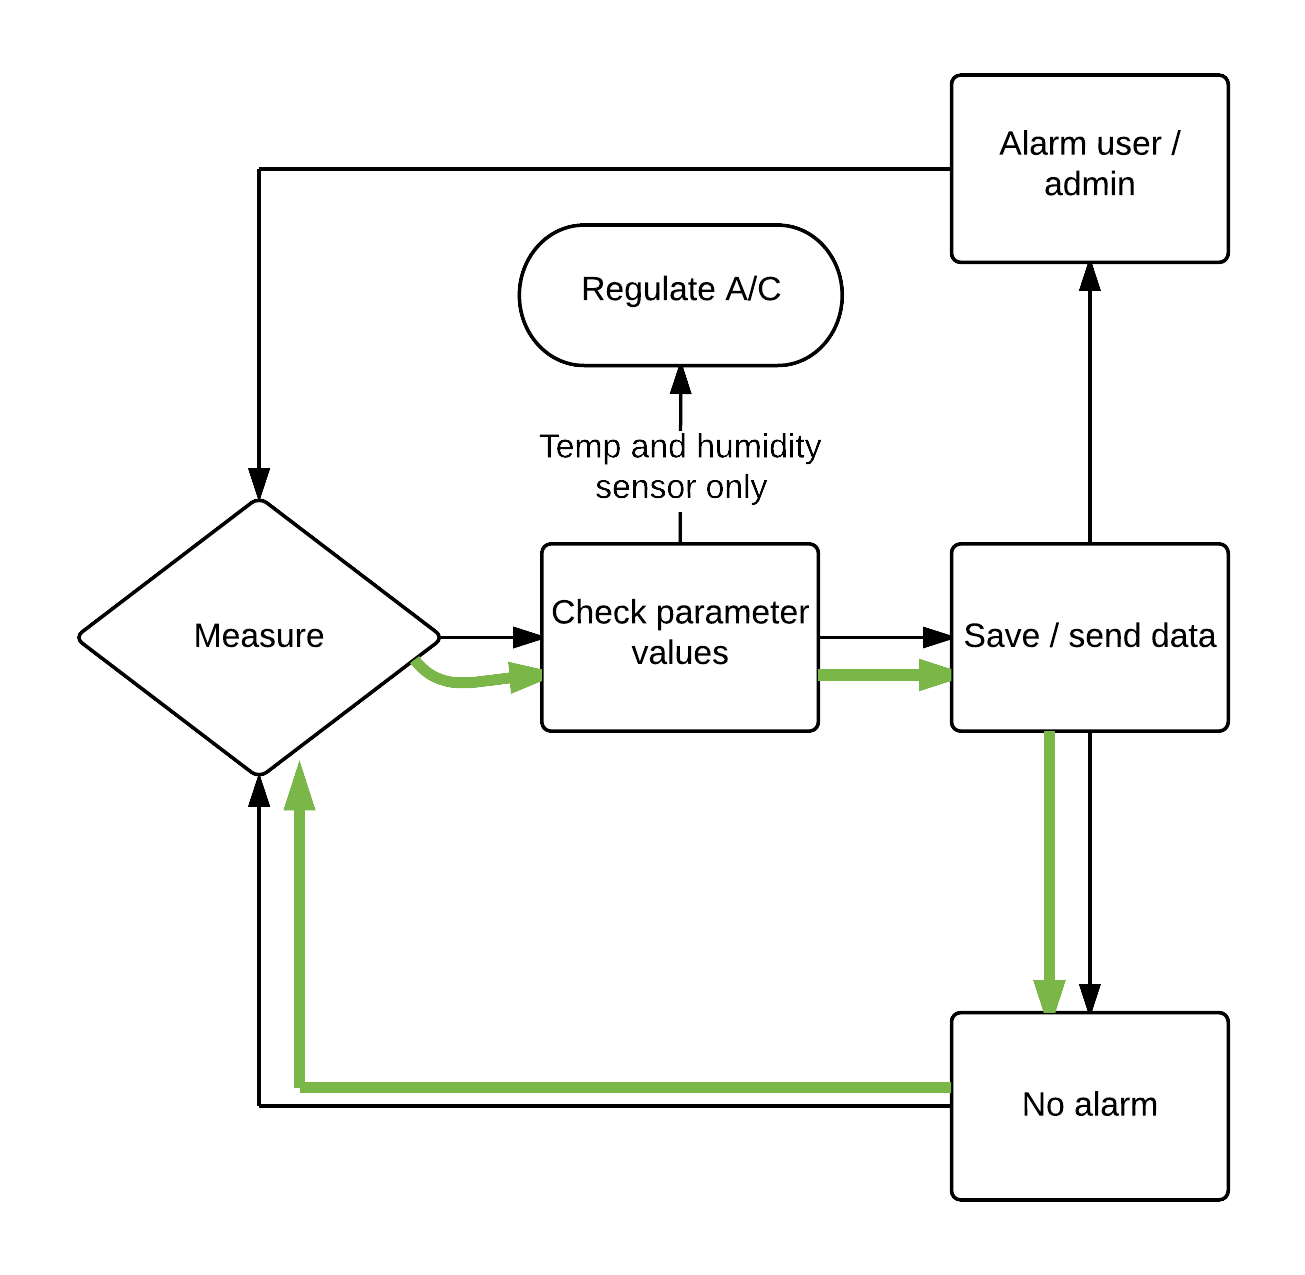 Alarm user /
admin
Regulate A/C
Temp and humidity
sensor only
Measure
Check parameter
values
Save / send data
No alarm